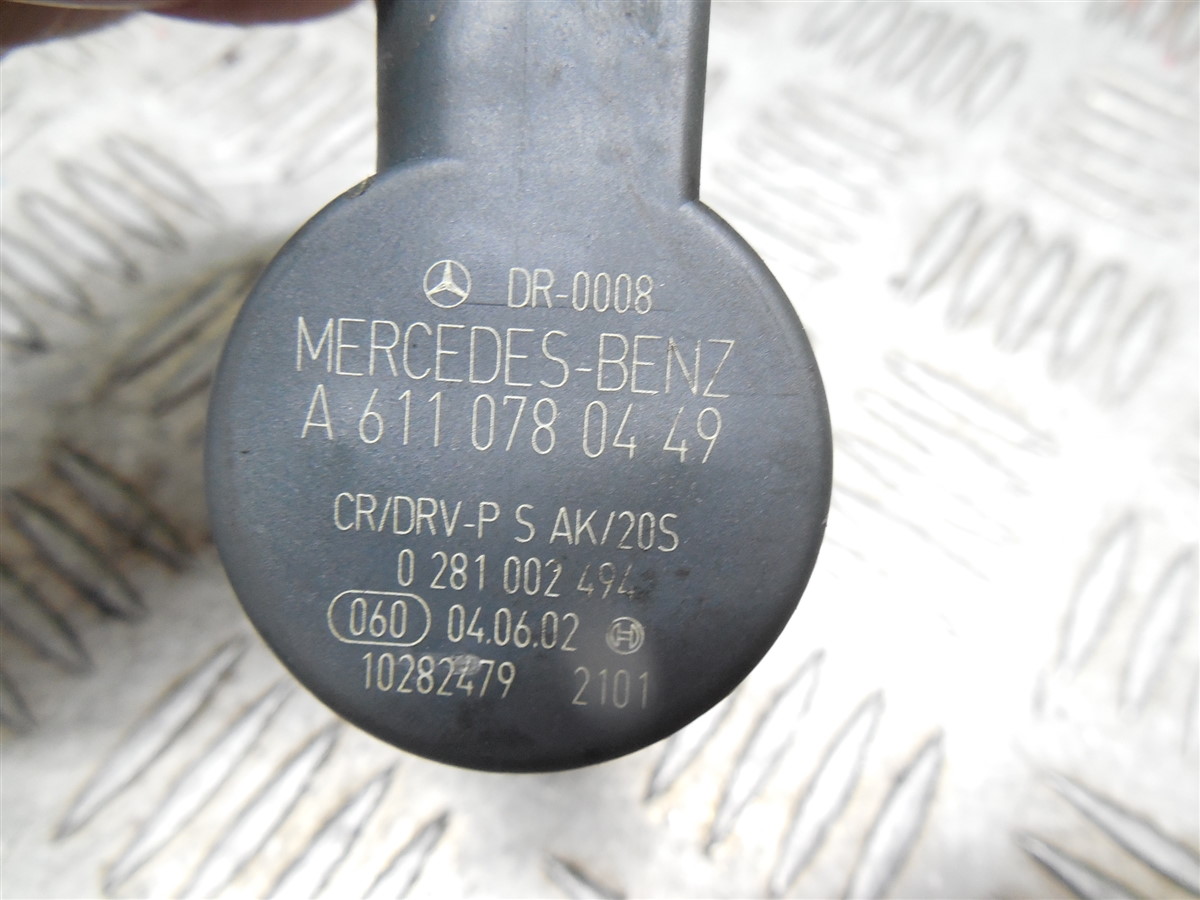 DR-0008
MERCEDES-BENZ
A 611 078 04 49
CR/DRV-P S AK/20S
0 281 002 494
060 04.06.02
10282479 2101